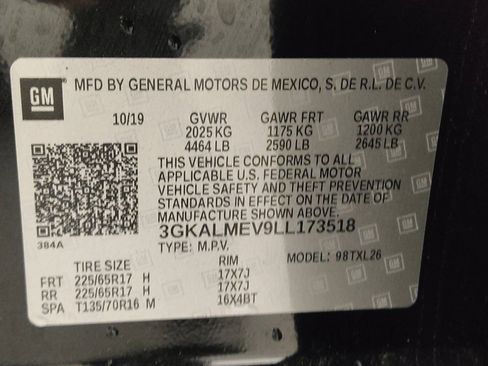 GM MFD BY GENERAL MOTORS DE MEXICO, S. DE R.L. DE C.V.
10/19 GVWR GAWR FRT GAWR RR
2025 KG 1175 KG 1200 KG
4464 LB 2590 LB 2645 LB
THIS VEHICLE CONFORMS TO ALL
APPLICABLE U.S. FEDERAL MOTOR
VEHICLE SAFETY AND THEFT PREVENTION
STANDARDS IN EFFECT ON THE DATE OF
MANUFACTURE SHOWN ABOVE.
384A 3GKALMEV9LL173518
TYPE: M.P.V.
TIRE SIZE RIM MODEL: 98TXL26
FRT 225/65R17 H 17X7J
RR 225/65R17 H 17X7J
SPA T135/70R16 M 16X4BT